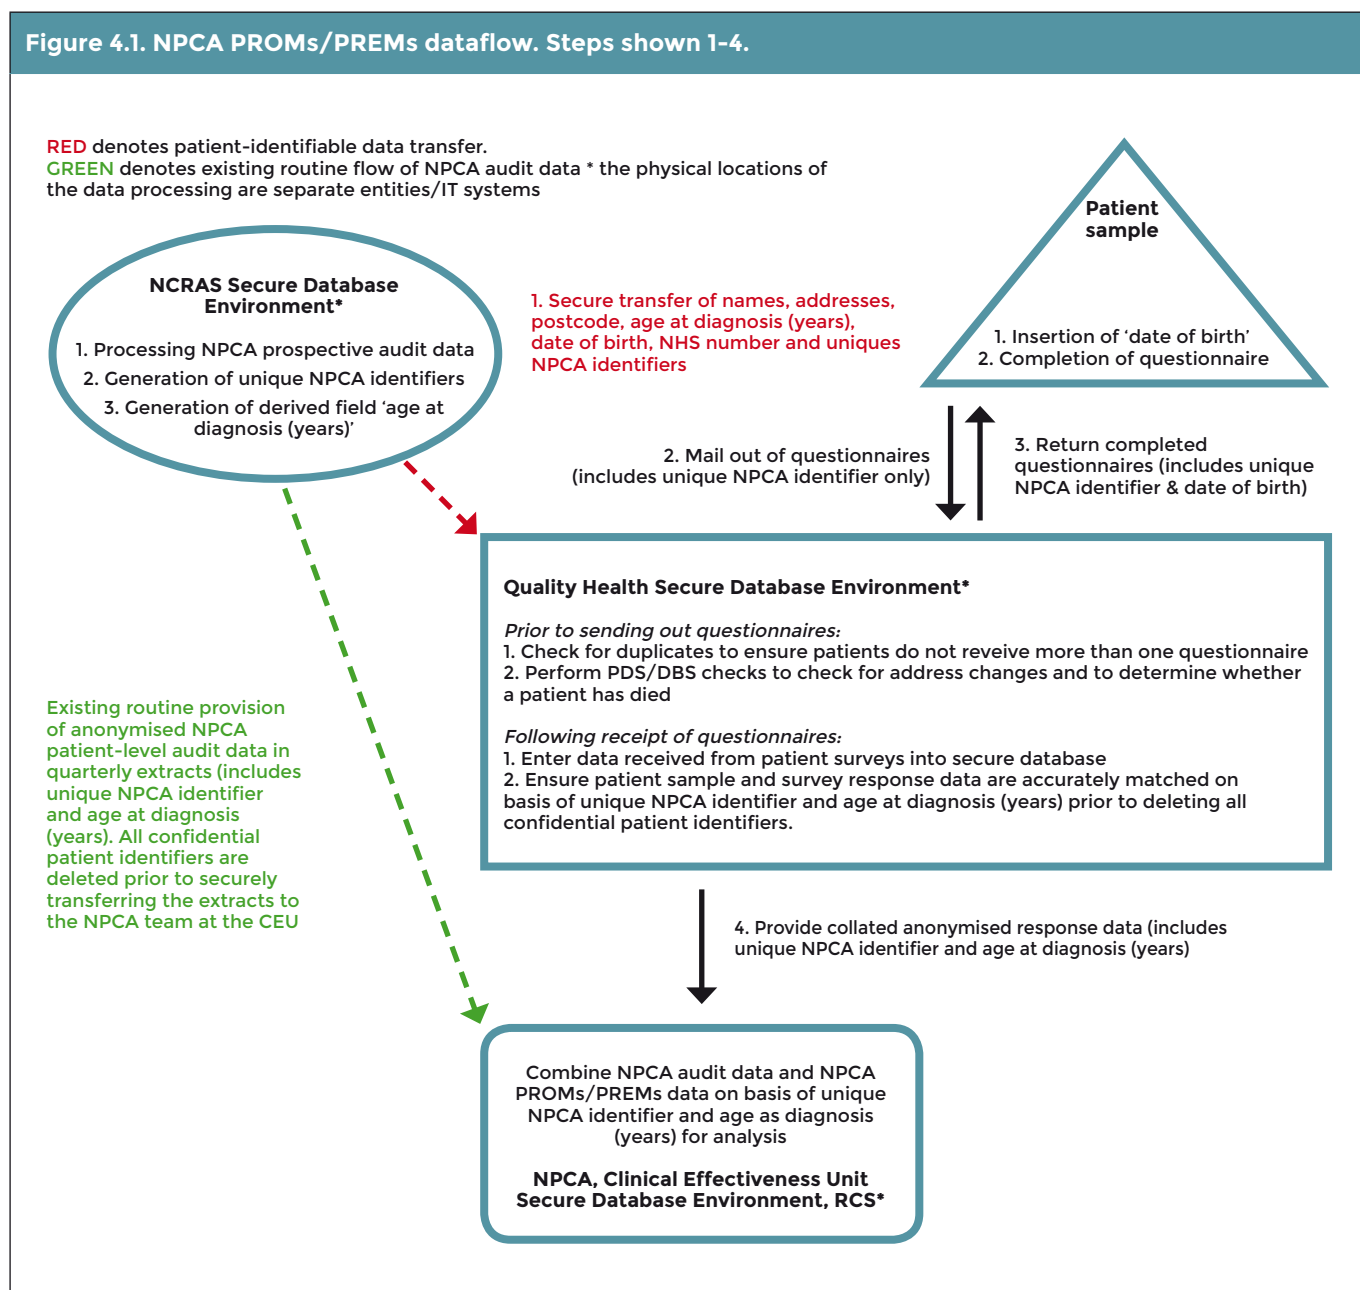 Figure 4.1. NPCA PROMs/PREMs dataflow. Steps shown 1-4.
RED denotes patient-identifiable data transfer.
GREEN denotes existing routine flow of NPCA audit data * the physical locations of
the data processing are separate entities/IT systems
NCRAS Secure Database
Environment*
1. Processing NPCA prospective audit data
2. Generation of unique NPCA identifiers
3. Generation of derived field ‘age at
diagnosis (years)’
1. Secure transfer of names, addresses,
postcode, age at diagnosis (years),
date of birth, NHS number and uniques
NPCA identifiers
Patient
sample
1. Insertion of ‘date of birth’
2. Completion of questionnaire
2. Mail out of questionnaires
(includes unique NPCA identifier only)
3. Return completed
questionnaires (includes unique
NPCA identifier & date of birth)
Quality Health Secure Database Environment*
Prior to sending out questionnaires:
1. Check for duplicates to ensure patients do not reveive more than one questionnaire
2. Perform PDS/DBS checks to check for address changes and to determine whether
a patient has died
Following receipt of questionnaires:
1. Enter data received from patient surveys into secure database
2. Ensure patient sample and survey response data are accurately matched on
basis of unique NPCA identifier and age at diagnosis (years) prior to deleting all
confidential patient identifiers.
Existing routine provision
of anonymised NPCA
patient-level audit data in
quarterly extracts (includes
unique NPCA identifier
and age at diagnosis
(years). All confidential
patient identifiers are
deleted prior to securely
transferring the extracts to
the NPCA team at the CEU
4. Provide collated anonymised response data (includes
unique NPCA identifier and age at diagnosis (years)
Combine NPCA audit data and NPCA
PROMs/PREMs data on basis of unique
NPCA identifier and age as diagnosis
(years) for analysis
NPCA, Clinical Effectiveness Unit
Secure Database Environment, RCS*